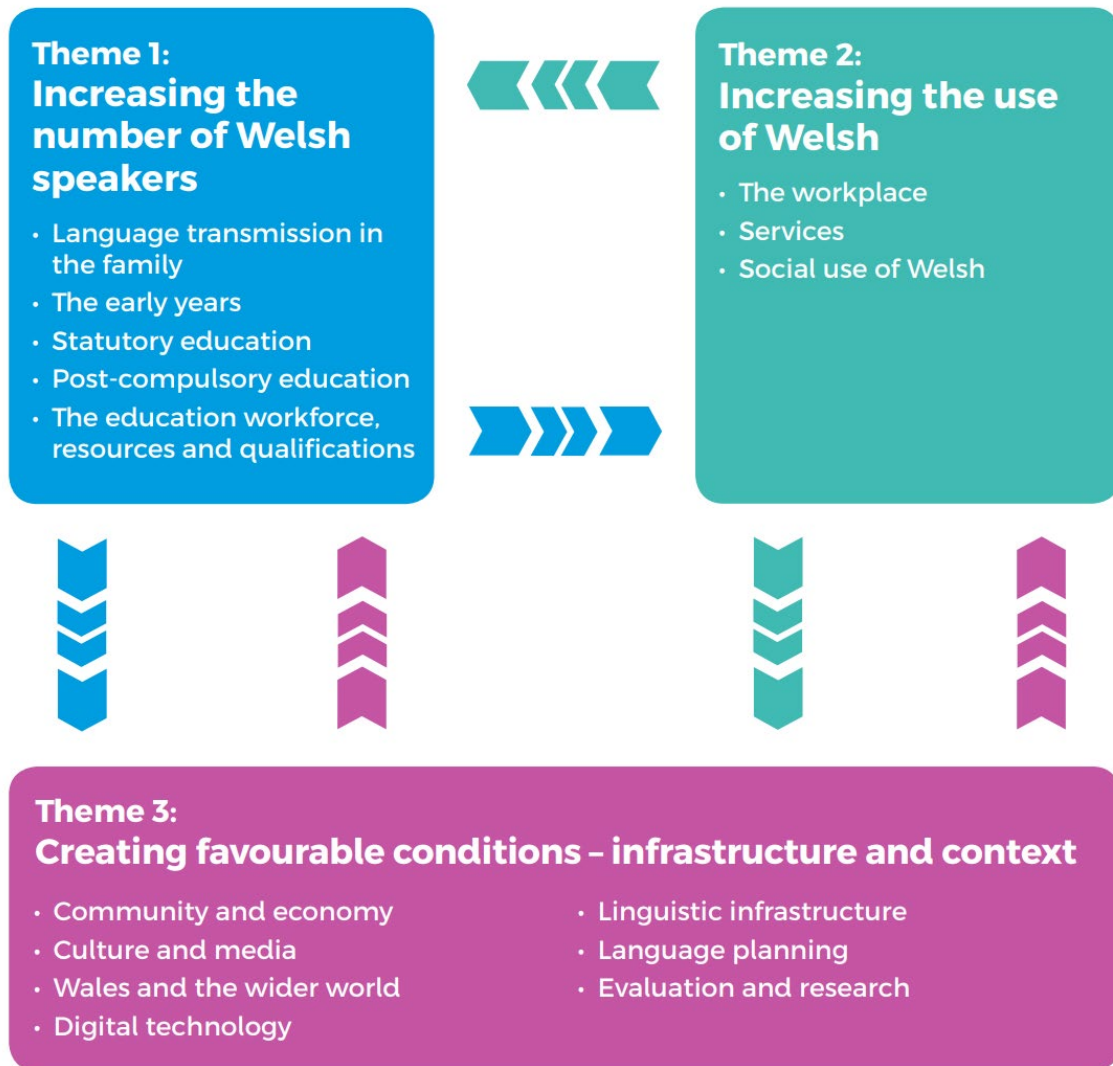 Theme 1:
Increasing the
number of Welsh
speakers
• Language transmission in
the family
• The early years
• Statutory education
• Post-compulsory education
• The education workforce,
resources and qualifications
Theme 2:
Increasing the use
of Welsh
• The workplace
• Services
• Social use of Welsh
Theme 3:
Creating favourable conditions – infrastructure and context
• Community and economy
• Culture and media
• Wales and the wider world
• Digital technology
• Linguistic infrastructure
• Language planning
• Evaluation and research